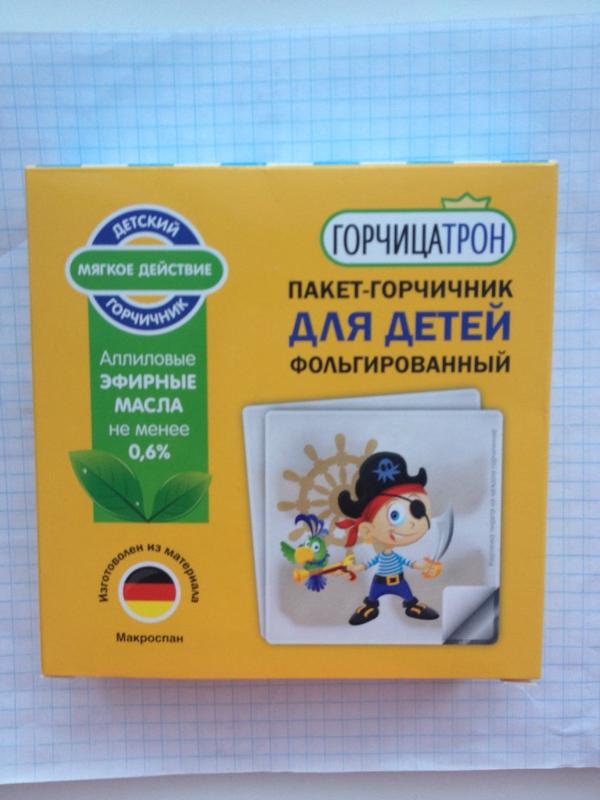 ДЕТСКИЙ
МЯГКОЕ ДЕЙСТВИЕ
ГОРЧИЧНИК
Аллиловые
ЭФИРНЫЕ
МАСЛА
не менее
0,6%
Изготовлен из материала
Макроспан
ГОРЧИЦАТРОН
ПАКЕТ-ГОРЧИЧНИК
ДЛЯ ДЕТЕЙ
ФОЛЬГИРОВАННЫЙ